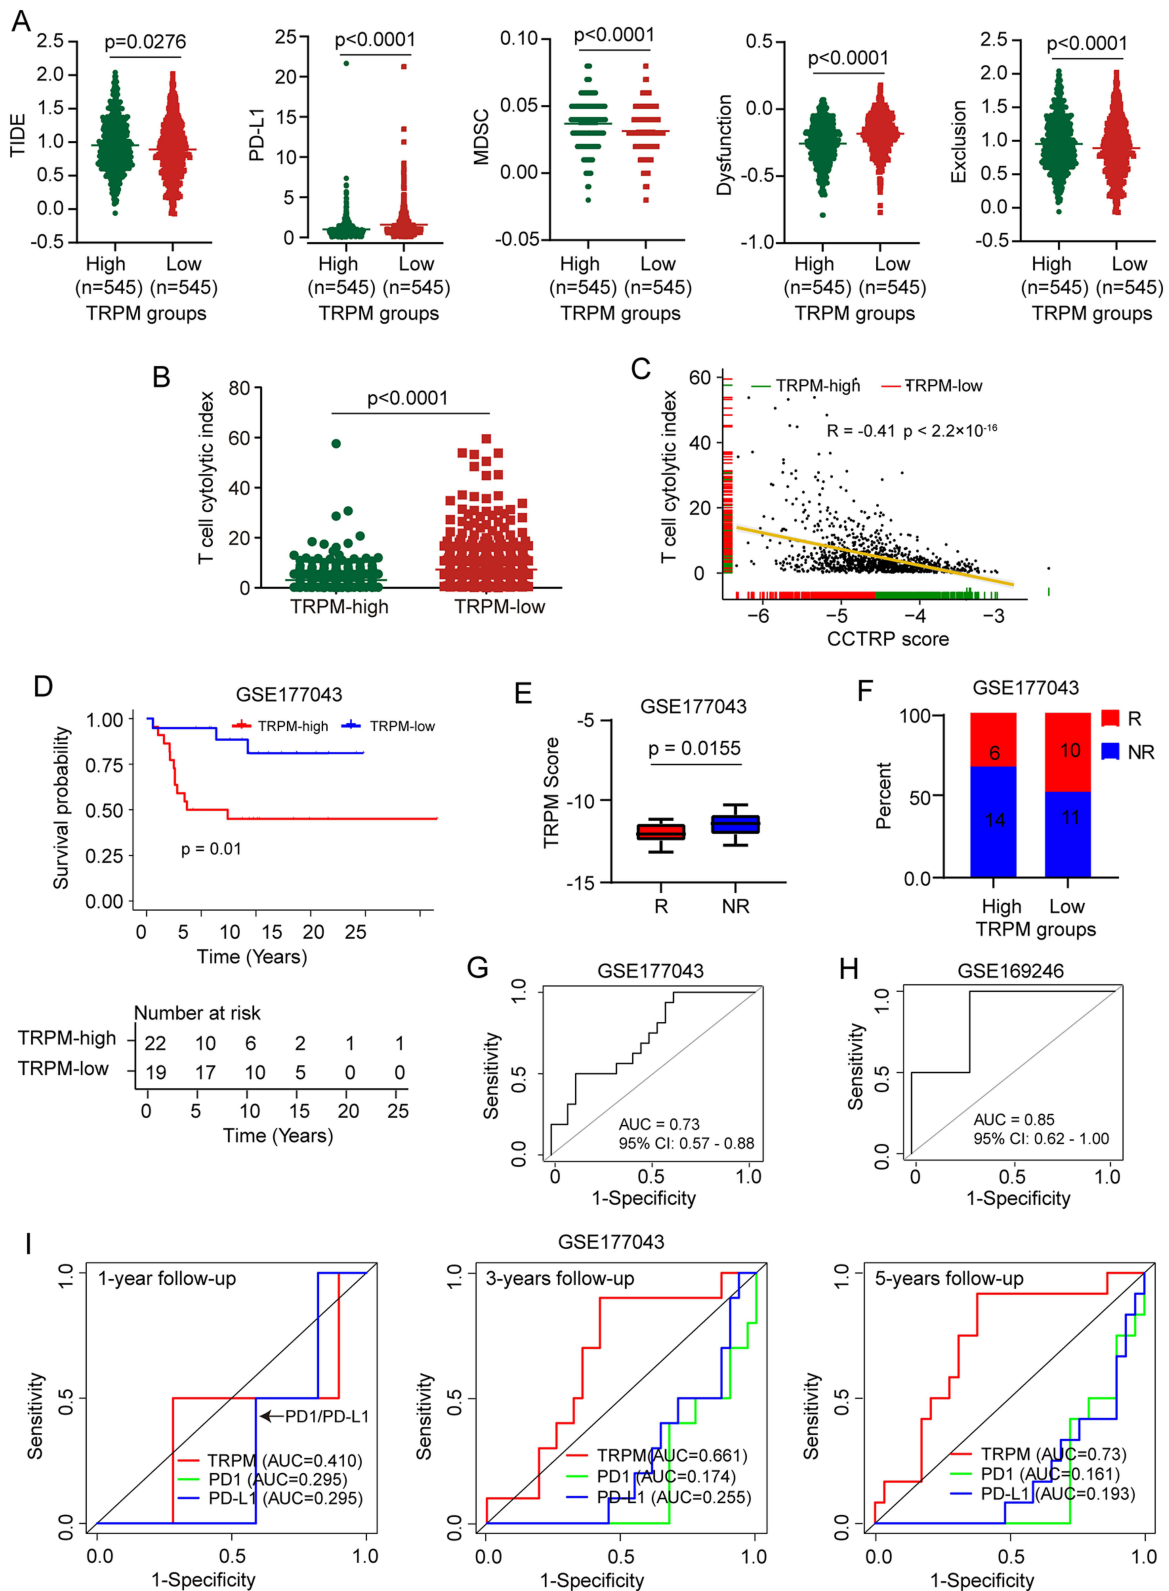 A
TIDE
2.5
2.0
1.5
1.0
0.5
0.0
-0.5
p=0.0276
High
(n=545)
Low
(n=545)
TRPM groups
PD-L1
25
20
15
10
5
0
p<0.0001
High
(n=545)
Low
(n=545)
TRPM groups
MDSC
0.10
0.05
0.00
-0.05
p<0.0001
High
(n=545)
Low
(n=545)
TRPM groups
Dysfunction
0.5
0.0
-0.5
-1.0
p<0.0001
High
(n=545)
Low
(n=545)
TRPM groups
Exclusion
2.5
2.0
1.5
1.0
0.5
0.0
-0.5
p<0.0001
High
(n=545)
Low
(n=545)
TRPM groups
B
T cell cytolytic index
80
60
40
20
0
p<0.0001
TRPM-high
TRPM-low
C
T cell cytolytic index
60
40
20
0
TRPM-high
TRPM-low
R = -0.41 p < 2.2×10⁻¹⁶
−6 −5 −4 −3
CCTRP score
D
GSE177043
Survival probability
1.00
0.75
0.50
0.25
0.00
TRPM-high TRPM-low
p = 0.01
0 5 10 15 20 25
Time (Years)
Number at risk
TRPM-high 22 10 6 2 1 1
TRPM-low 19 17 10 5 0 0
0 5 10 15 20 25
Time (Years)
E
GSE177043
TRPM Score
-5
-10
-15
p = 0.0155
R NR
F
GSE177043
Percent
100
50
0.0
6
14
10
11
R
NR
High Low
TRPM groups
G
GSE177043
Sensitivity
1.0
0.5
0.0
AUC = 0.73
95% CI: 0.57 - 0.88
0 0.5 1.0
1-Specificity
H
GSE169246
Sensitivity
1.0
0.5
0.0
AUC = 0.85
95% CI: 0.62 - 1.00
0 0.5 1.0
1-Specificity
I
GSE177043
1-year follow-up
Sensitivity
1.0
0.5
0.0
PD1/PD-L1
TRPM (AUC=0.410)
PD1 (AUC=0.295)
PD-L1 (AUC=0.295)
0.0 0.5 1.0
1-Specificity
3-years follow-up
Sensitivity
1.0
0.5
0.0
TRPM(AUC=0.661)
PD1 (AUC=0.174)
PD-L1 (AUC=0.255)
0.0 0.5 1.0
1-Specificity
5-years follow-up
Sensitivity
1.0
0.5
0.0
TRPM (AUC=0.73)
PD1 (AUC=0.161)
PD-L1 (AUC=0.193)
0.0 0.5 1.0
1-Specificity